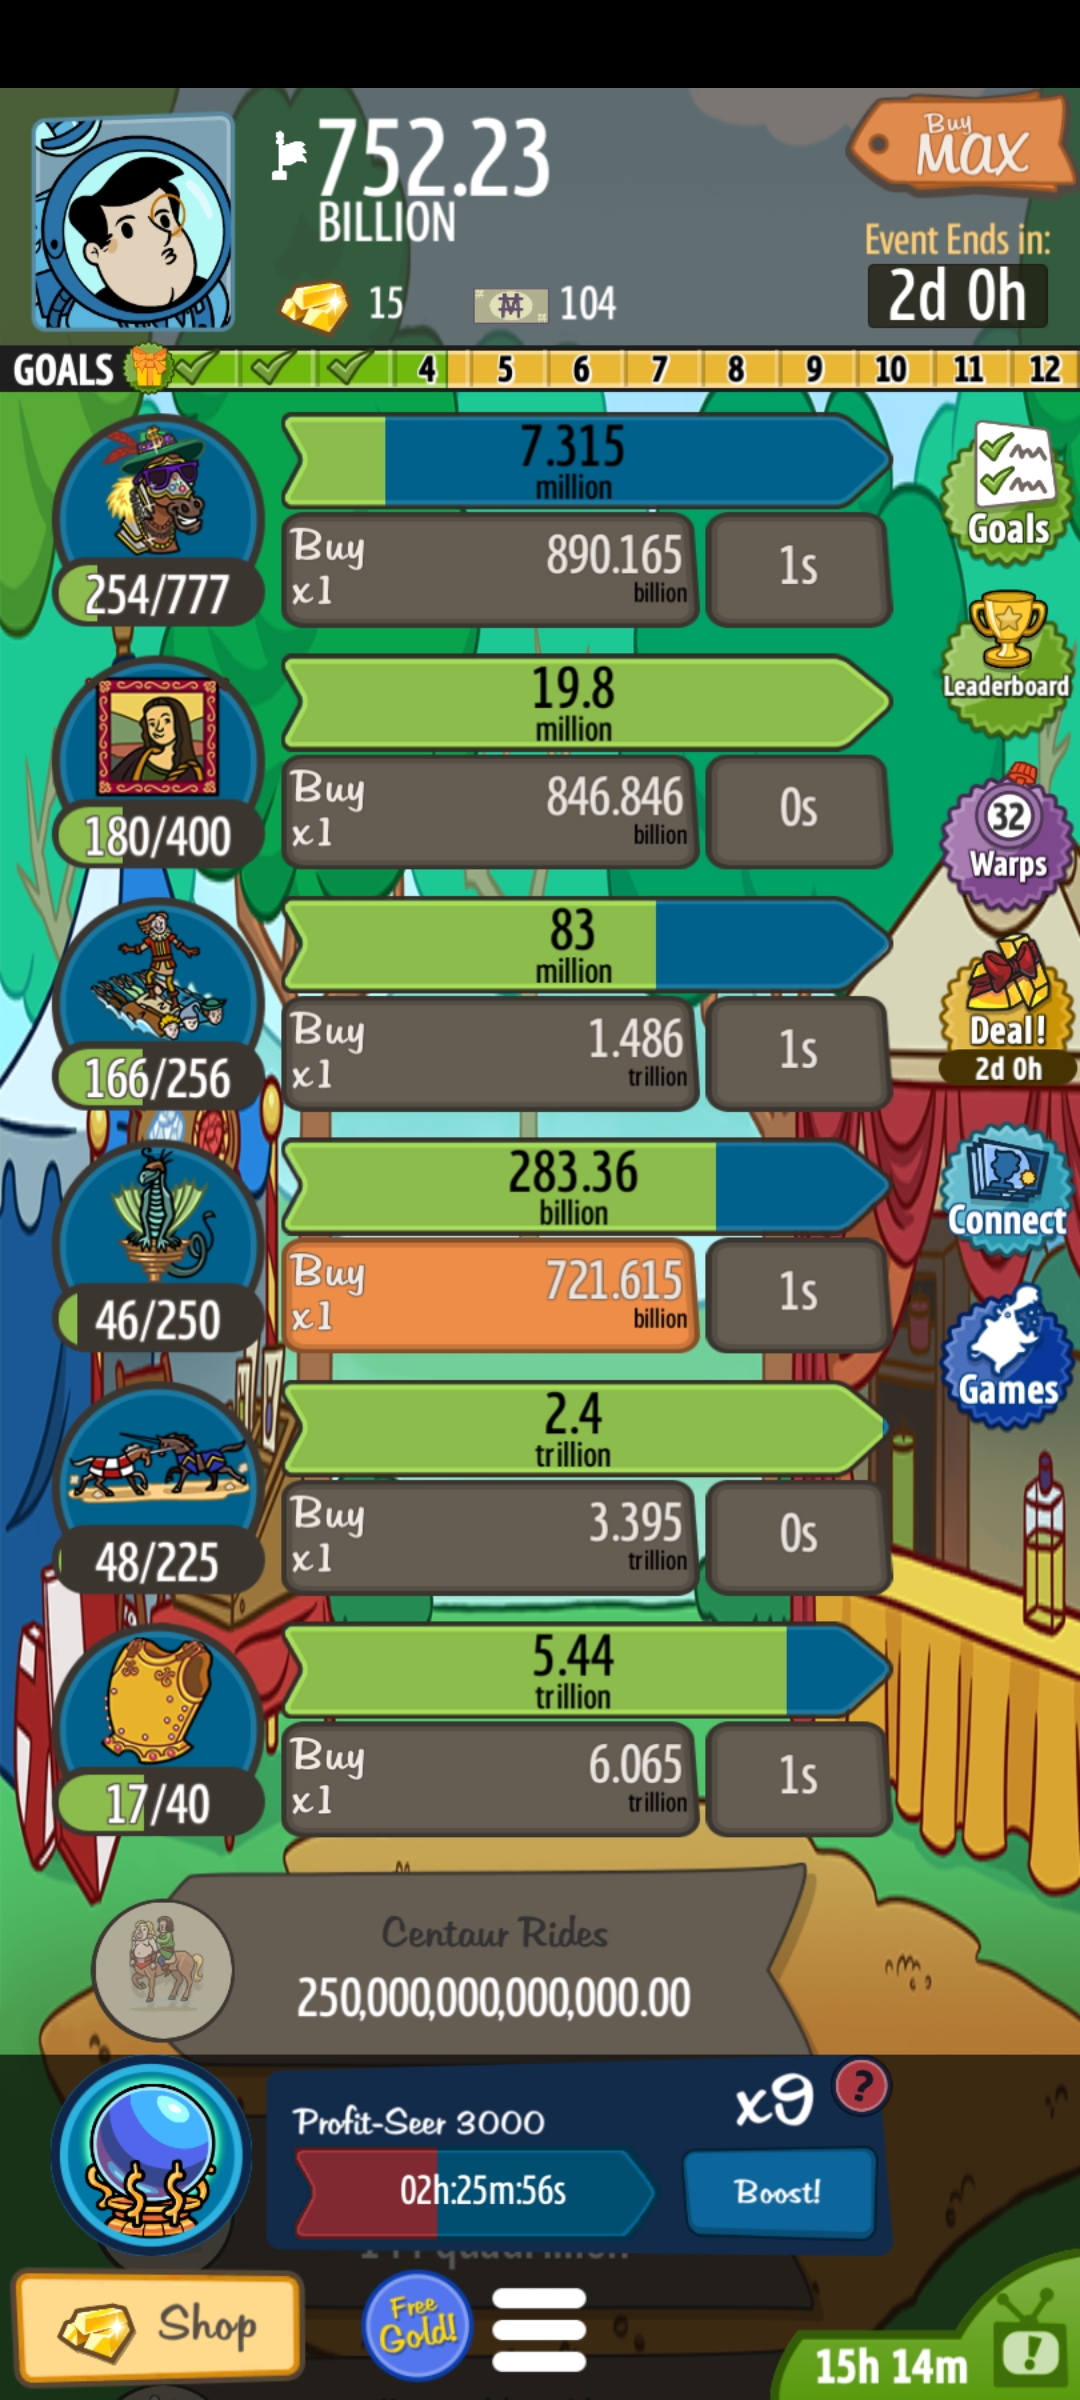 752.23
BILLION
15
104
Buy
MAX
Event Ends in:
2d 0h
GOALS 4 5 6 7 8 9 10 11 12
7.315
million
254/777
Buy
x1
890.165
billion
1s
Goals
19.8
million
180/400
Buy
x1
846.846
billion
0s
Leaderboard
83
million
166/256
Buy
x1
1.486
trillion
1s
32
Warps
Deal!
2d 0h
283.36
billion
46/250
Buy
x1
721.615
billion
1s
Connect
2.4
trillion
48/225
Buy
x1
3.395
trillion
0s
Games
5.44
trillion
17/40
Buy
x1
6.065
trillion
1s
Centaur Rides
250,000,000,000,000.00
Profit-Seer 3000
x9
?
02h:25m:56s
Boost!
Shop
Free
Gold!
15h 14m
!